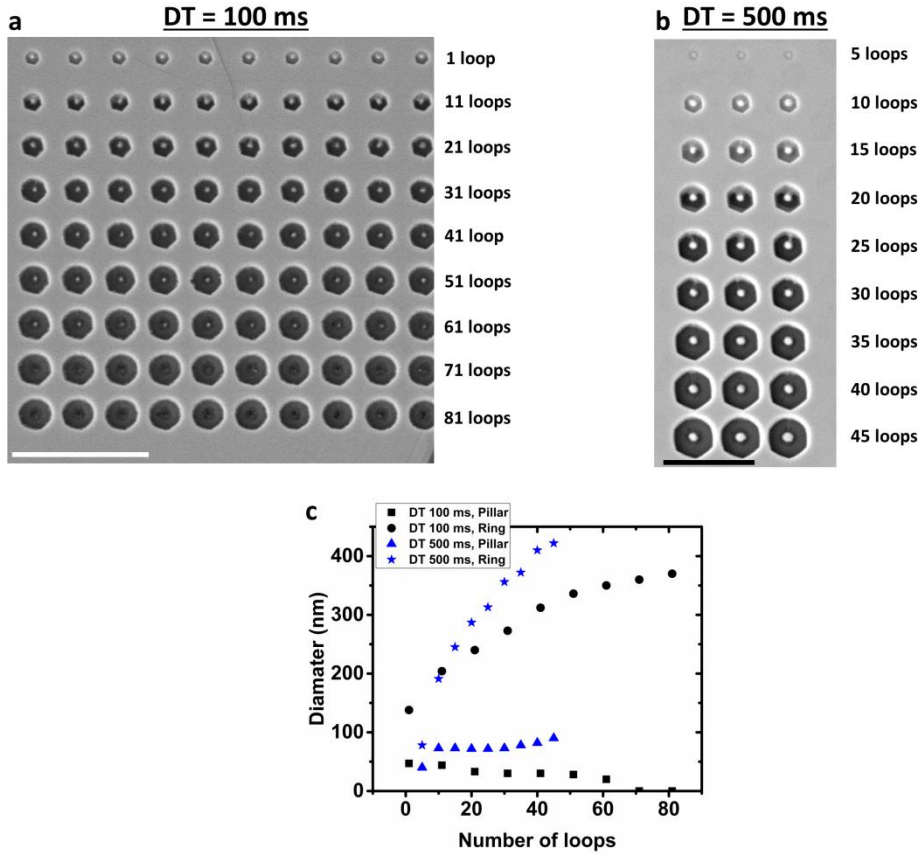 a
DT = 100 ms
1 loop
11 loops
21 loops
31 loops
41 loop
51 loops
61 loops
71 loops
81 loops
b
DT = 500 ms
5 loops
10 loops
15 loops
20 loops
25 loops
30 loops
35 loops
40 loops
45 loops
c
DT 100 ms, Pillar
DT 100 ms, Ring
DT 500 ms, Pillar
DT 500 ms, Ring
400
300
200
100
0
Diamater (nm)
0 20 40 60 80
Number of loops